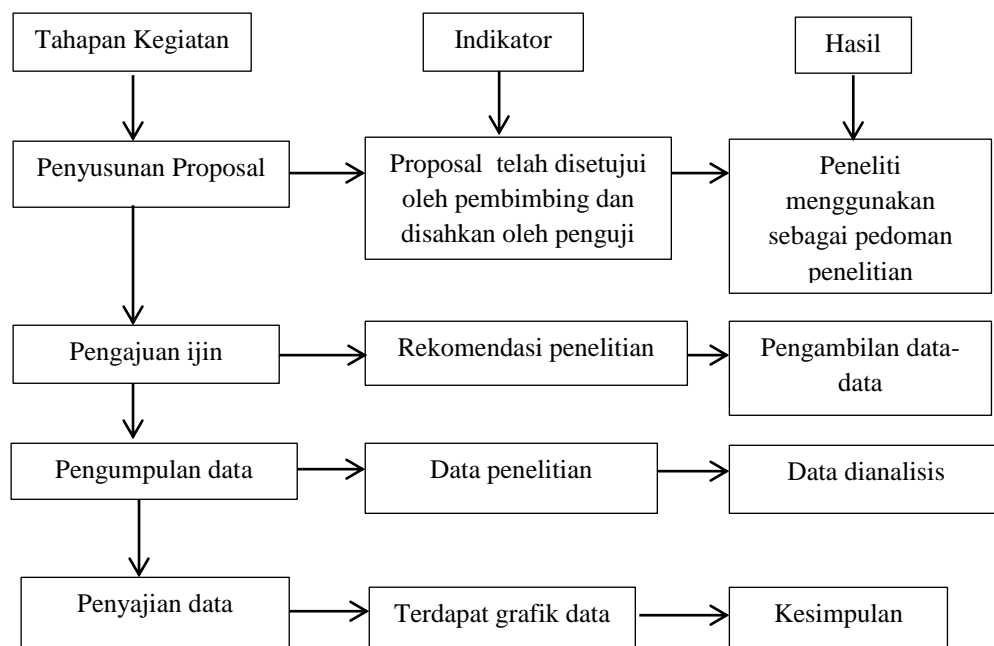 Tahapan Kegiatan
Indikator
Hasil
Penyusunan Proposal
Proposal telah disetujui
oleh pembimbing dan
disahkan oleh penguji
Peneliti
menggunakan
sebagai pedoman
penelitian
Pengajuan ijin
Rekomendasi penelitian
Pengambilan data-
data
Pengumpulan data
Data penelitian
Data dianalisis
Penyajian data
Terdapat grafik data
Kesimpulan